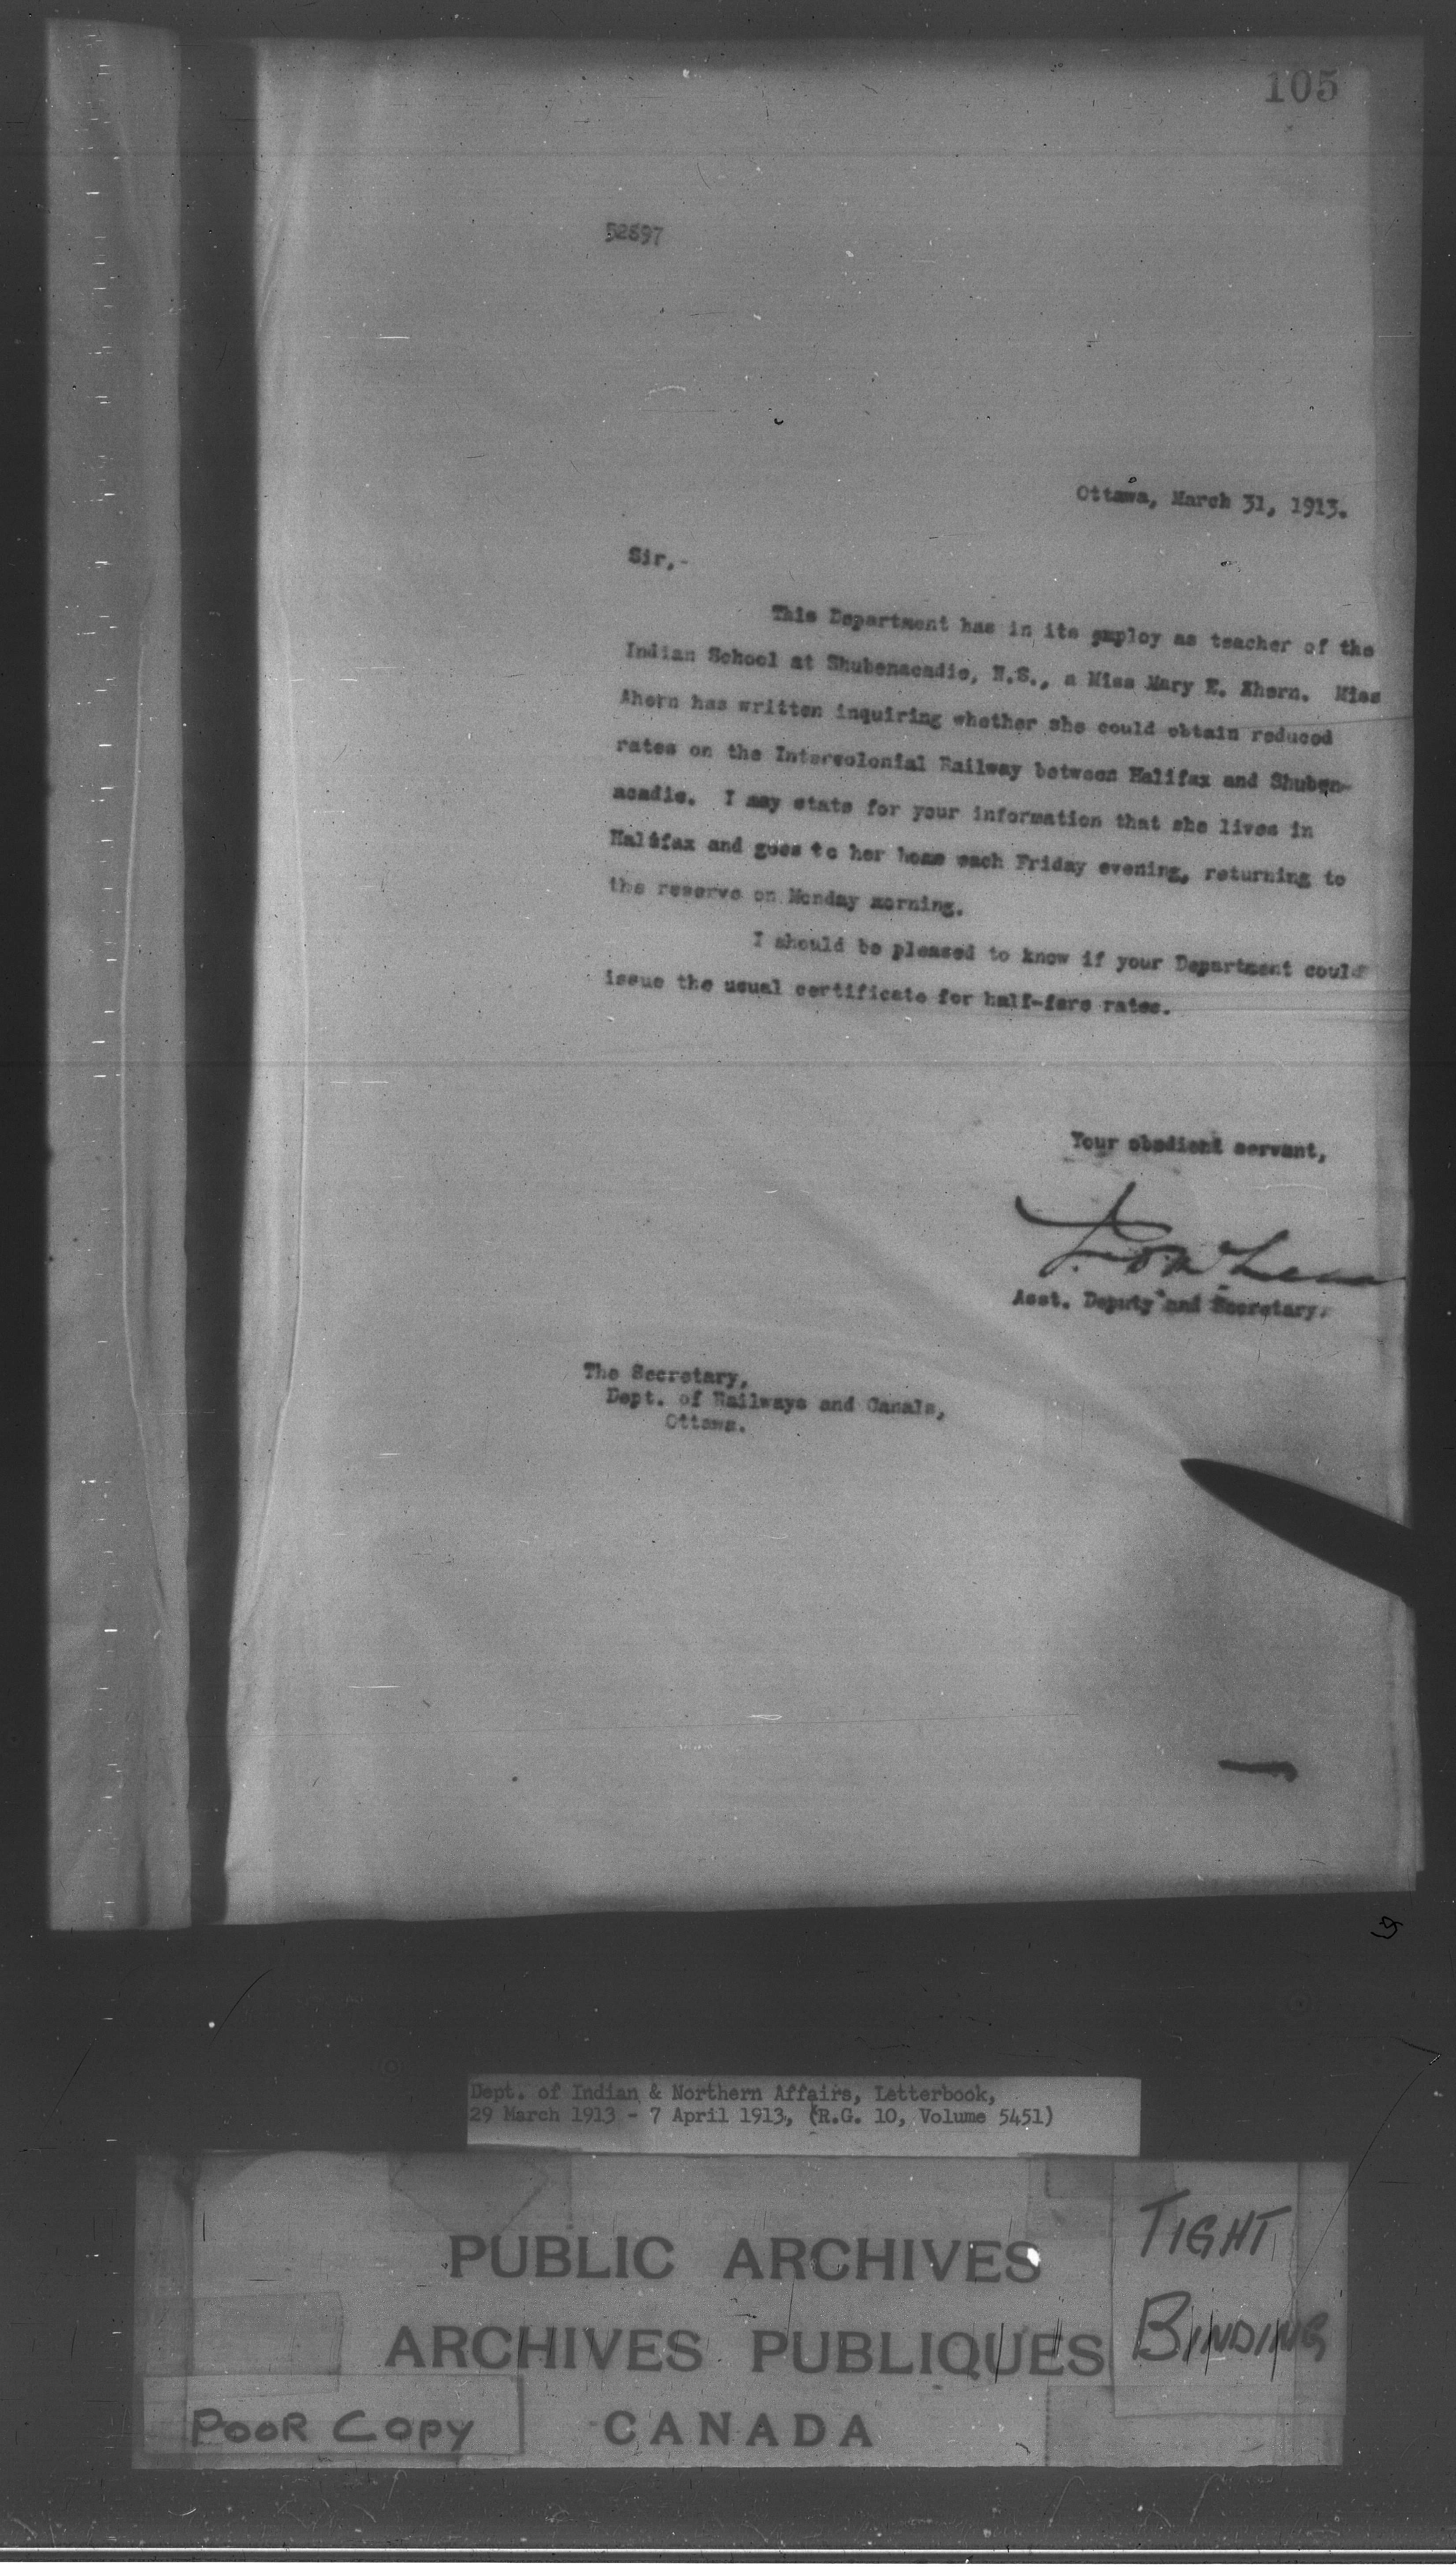 105
52897
Ottawa, March 31, 1913.
Sir,-
This Department has in its employ as teacher of the
Indian School at Shubenacadie, N.S., a Miss Mary E. Ahern. Miss
Ahern has written inquiring whether she could obtain reduced
rates on the Intercolonial Railway between Halifax and Shuben-
acadie. I may state for your information that she lives in
Halifax and goes to her home each Friday evening, returning to
the reserve on Monday morning.
I should be pleased to know if your Department could
issue the usual certificate for half-fare rates.
Your obedient servant,
Asst. Deputy and Secretary.
The Secretary,
Dept. of Railways and Canals,
Ottawa.
Dept. of Indian & Northern Affairs, Letterbook,
29 March 1913 - 7 April 1913, (R.G. 10, Volume 5451)
PUBLIC ARCHIVES
ARCHIVES PUBLIQUES
CANADA
TIGHT
BINDING
POOR COPY